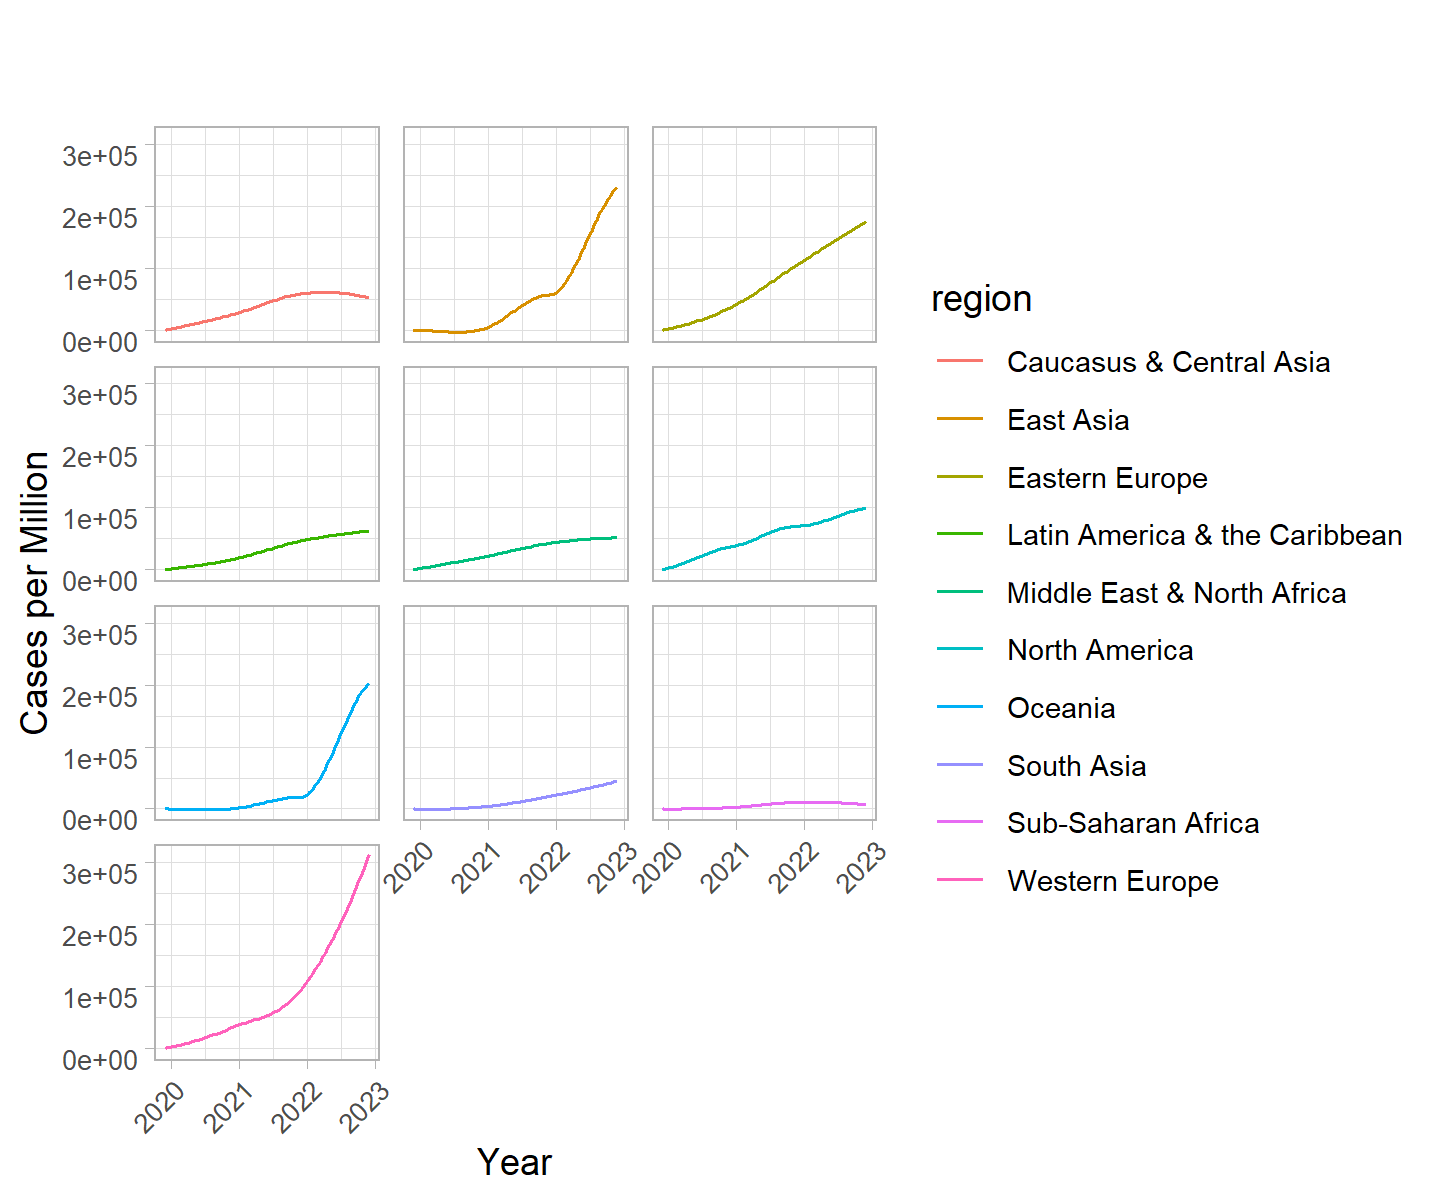 3e+05
2e+05
1e+05
0e+00
3e+05
2e+05
1e+05
0e+00
3e+05
2e+05
1e+05
0e+00
2020 2021 2022 2023
2020 2021 2022 2023
3e+05
2e+05
1e+05
0e+00
2020 2021 2022 2023
Cases per Million
Year
region
Caucasus & Central Asia
East Asia
Eastern Europe
Latin America & the Caribbean
Middle East & North Africa
North America
Oceania
South Asia
Sub-Saharan Africa
Western Europe